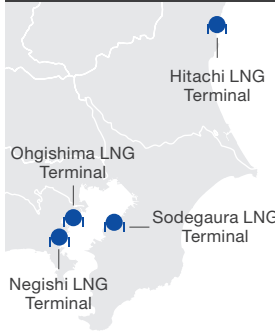 Hitachi LNG
Terminal
Ohgishima LNG
Terminal
Sodegaura LNG
Terminal
Negishi LNG
Terminal